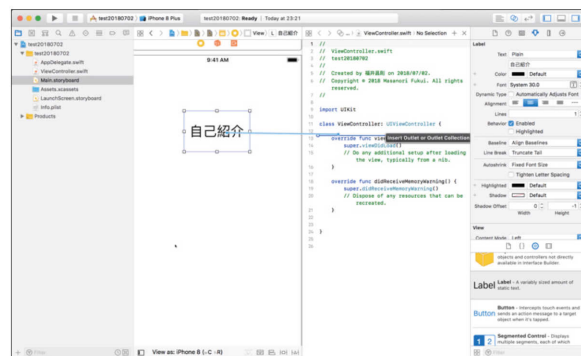 test20180702
iPhone 8 Plus
test20180702: Ready | Today at 23:21
test20180702
test20180702
AppDelegate.swift
ViewController.swift
Main.storyboard
Assets.xcassets
LaunchScreen.storyboard
Info.plist
Products
View
L 自己紹介
9:41 AM
自己紹介
View as: iPhone 8
ViewController.swift
No Selection
//
// ViewController.swift
// test20180702
//
// Created by 福井昌則 on 2018/07/02.
// Copyright © 2018 Masanori Fukui. All rights
reserved.
//
import UIKit
class ViewController: UIViewController {
Insert Outlet or Outlet Collection
override func
super.viewDidLoad()
// Do any additional setup after loading
the view, typically from a nib.
}
override func didReceiveMemoryWarning() {
super.didReceiveMemoryWarning()
// Dispose of any resources that can be
recreated.
}
}
Label
Text Plain
自己紹介
Color Default
Font System 30.0
Dynamic Type Automatically Adjusts Font
Alignment
Lines 1
Behavior Enabled
Highlighted
Baseline Align Baselines
Line Break Truncate Tail
Autoshrink Fixed Font Size
Tighten Letter Spacing
Highlighted Default
Shadow Default
Shadow Offset 0 -1
Width Height
View
Content Mode Left
objects and controllers not directly
available in Interface Builder.
Label Label - A variably sized amount of
static text.
Button Button - Intercepts touch events and
sends an action message to a target
object when it's tapped.
1 2 Segmented Control - Displays
multiple segments, each of which
Filter
Filter